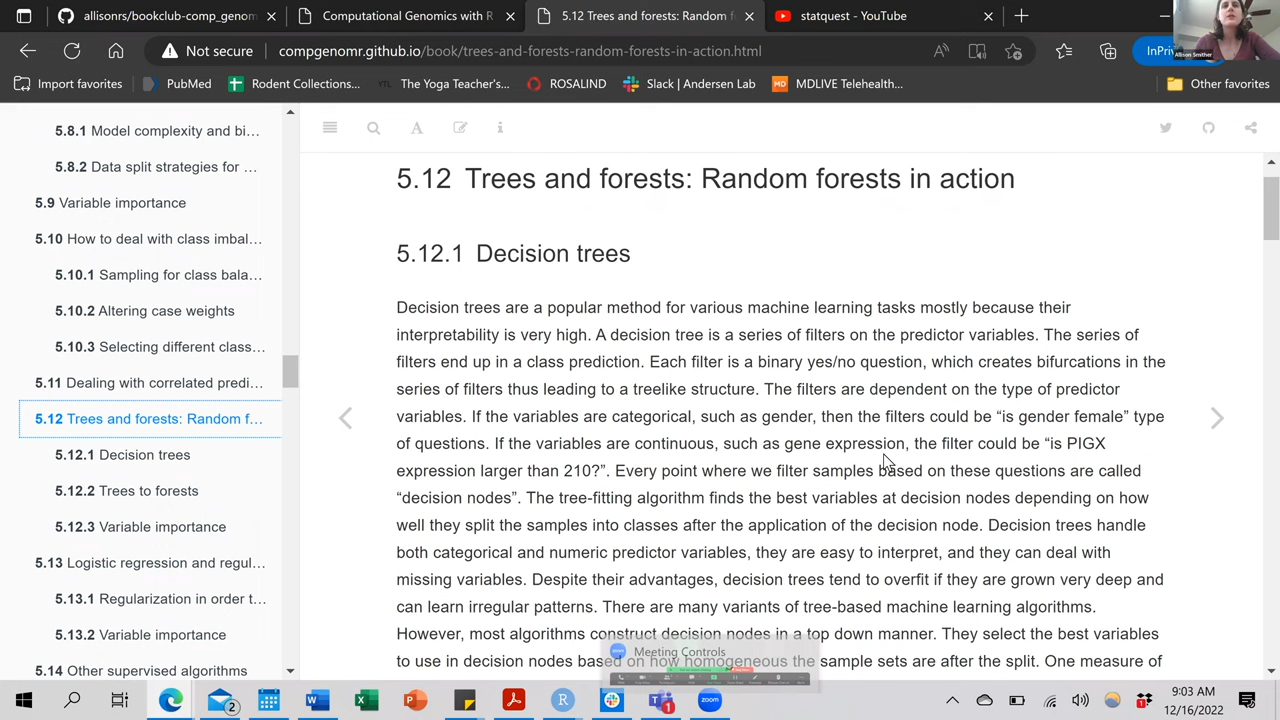 allisons/bookclub-comp_genom
Computational Genomics with R
5.12 Trees and forests: Random f
statquest - YouTube
Allison Smither
Not secure
compgenomr.github.io/book/trees-and-forests-random-forests-in-action.html
InPriv
Import favorites
PubMed
Rodent Collections...
YTL
The Yoga Team's...
ROSALIND
Slack | Andersen Lab
MD
MDLIVE Telehealth...
Other favorites
5.8.1 Model complexity and bi…
5.8.2 Data split strategies for …
5.9 Variable importance
5.10 How to deal with class imbal…
5.10.1 Sampling for class bala…
5.10.2 Altering case weights
5.10.3 Selecting different class…
5.11 Dealing with correlated predi…
5.12 Trees and forests: Random f…
5.12.1 Decision trees
5.12.2 Trees to forests
5.12.3 Variable importance
5.13 Logistic regression and regul…
5.13.1 Regularization in order t…
5.13.2 Variable importance
5.14 Other supervised algorithms
5.12 Trees and forests: Random forests in action
5.12.1 Decision trees
Decision trees are a popular method for various machine learning tasks mostly because their
interpretability is very high. A decision tree is a series of filters on the predictor variables. The series of
filters end up in a class prediction. Each filter is a binary yes/no question, which creates bifurcations in the
series of filters thus leading to a treelike structure. The filters are dependent on the type of predictor
variables. If the variables are categorical, such as gender, then the filters could be “is gender female” type
of questions. If the variables are continuous, such as gene expression, the filter could be “is PIGX
expression larger than 210?”. Every point where we filter samples based on these questions are called
“decision nodes”. The tree-fitting algorithm finds the best variables at decision nodes depending on how
well they split the samples into classes after the application of the decision node. Decision trees handle
both categorical and numeric predictor variables, they are easy to interpret, and they can deal with
missing variables. Despite their advantages, decision trees tend to overfit if they are grown very deep and
can learn irregular patterns. There are many variants of tree-based machine learning algorithms.
However, most algorithms construct decision nodes in a top down manner. They select the best variables
to use in decision nodes based on how homogeneous the sample sets are after the split. One measure of
Meeting Controls
9:03 AM
12/16/2022